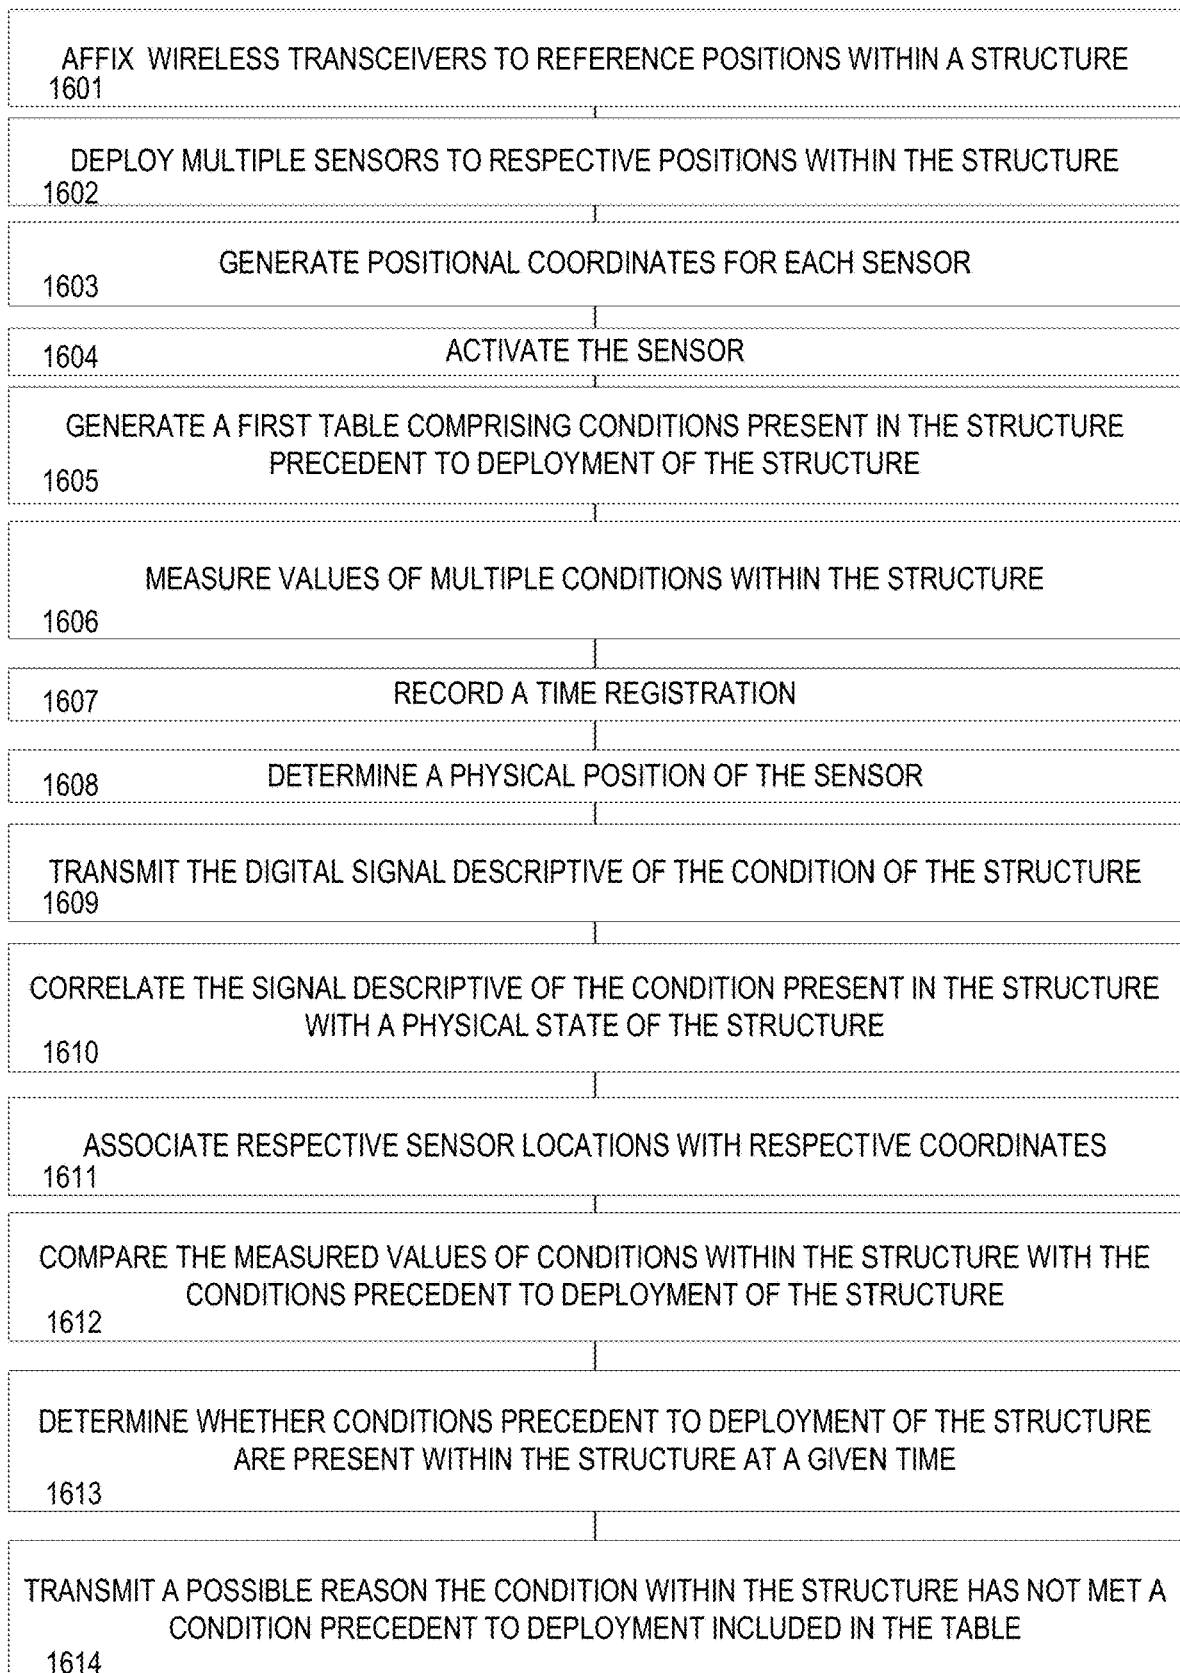 AFFIX WIRELESS TRANSCEIVERS TO REFERENCE POSITIONS WITHIN A STRUCTURE
1601
DEPLOY MULTIPLE SENSORS TO RESPECTIVE POSITIONS WITHIN THE STRUCTURE
1602
GENERATE POSITIONAL COORDINATES FOR EACH SENSOR
1603
1604 ACTIVATE THE SENSOR
GENERATE A FIRST TABLE COMPRISING CONDITIONS PRESENT IN THE STRUCTURE
PRECEDENT TO DEPLOYMENT OF THE STRUCTURE
1605
MEASURE VALUES OF MULTIPLE CONDITIONS WITHIN THE STRUCTURE
1606
1607 RECORD A TIME REGISTRATION
1608 DETERMINE A PHYSICAL POSITION OF THE SENSOR
TRANSMIT THE DIGITAL SIGNAL DESCRIPTIVE OF THE CONDITION OF THE STRUCTURE
1609
CORRELATE THE SIGNAL DESCRIPTIVE OF THE CONDITION PRESENT IN THE STRUCTURE
WITH A PHYSICAL STATE OF THE STRUCTURE
1610
ASSOCIATE RESPECTIVE SENSOR LOCATIONS WITH RESPECTIVE COORDINATES
1611
COMPARE THE MEASURED VALUES OF CONDITIONS WITHIN THE STRUCTURE WITH THE
CONDITIONS PRECEDENT TO DEPLOYMENT OF THE STRUCTURE
1612
DETERMINE WHETHER CONDITIONS PRECEDENT TO DEPLOYMENT OF THE STRUCTURE
ARE PRESENT WITHIN THE STRUCTURE AT A GIVEN TIME
1613
TRANSMIT A POSSIBLE REASON THE CONDITION WITHIN THE STRUCTURE HAS NOT MET A
CONDITION PRECEDENT TO DEPLOYMENT INCLUDED IN THE TABLE
1614